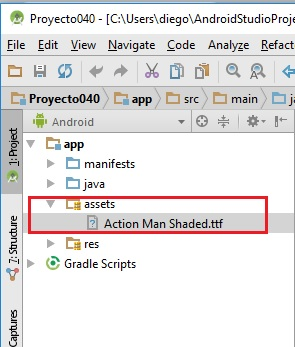 Proyecto040 - [C:\Users\diego\AndroidStudioProje
File Edit View Navigate Code Analyze
Proyecto040 app src main ja
Android
app
manifests
java
assets
Action Man Shaded.ttf
res
Gradle Scripts
1: Project
7: Structure
Captures